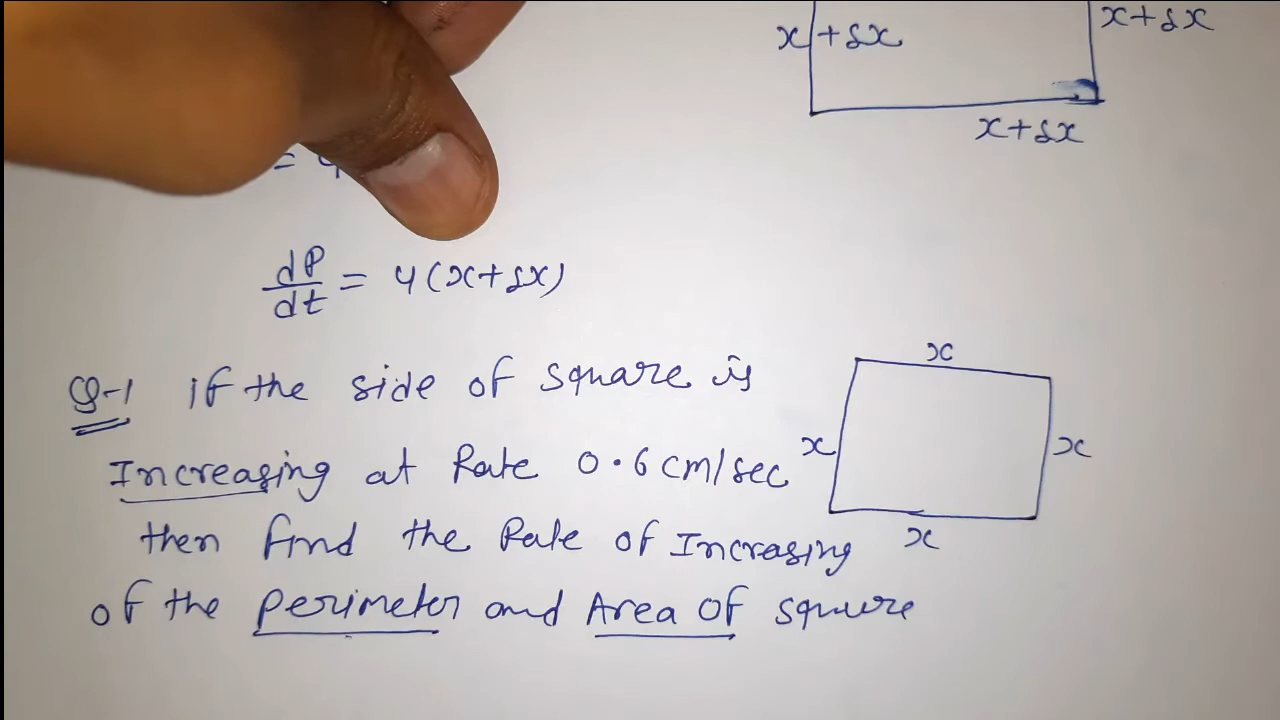 x+δx
x+δx
x+δx
=
dP/dt = 4(x+δx)
x
Q-1 if the side of square is
x
x
Increasing at Rate 0.6 cm/sec
then find the Rate of Increasing
x
of the perimeter and Area of square